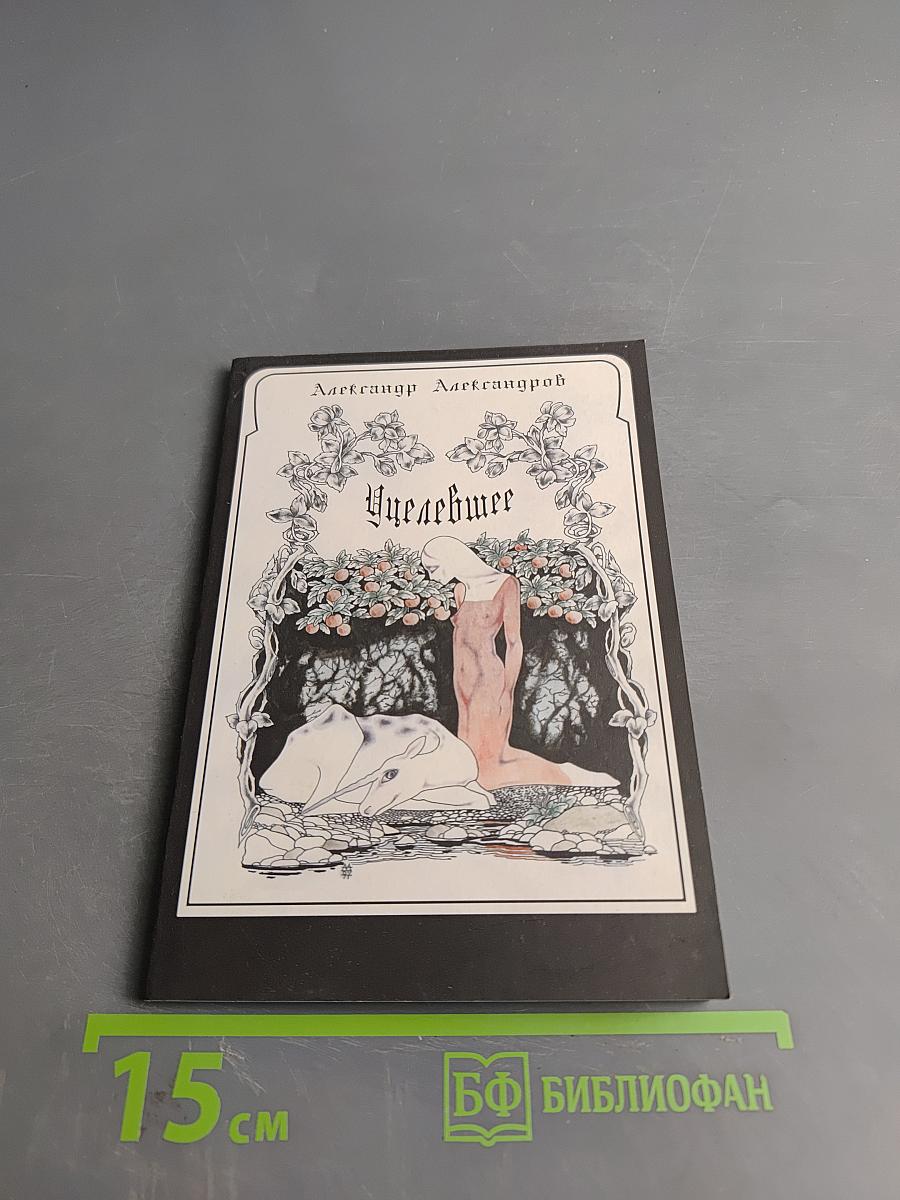 Александр Александров
Уцелевшее
15 см
БФ БИБЛИОФАН